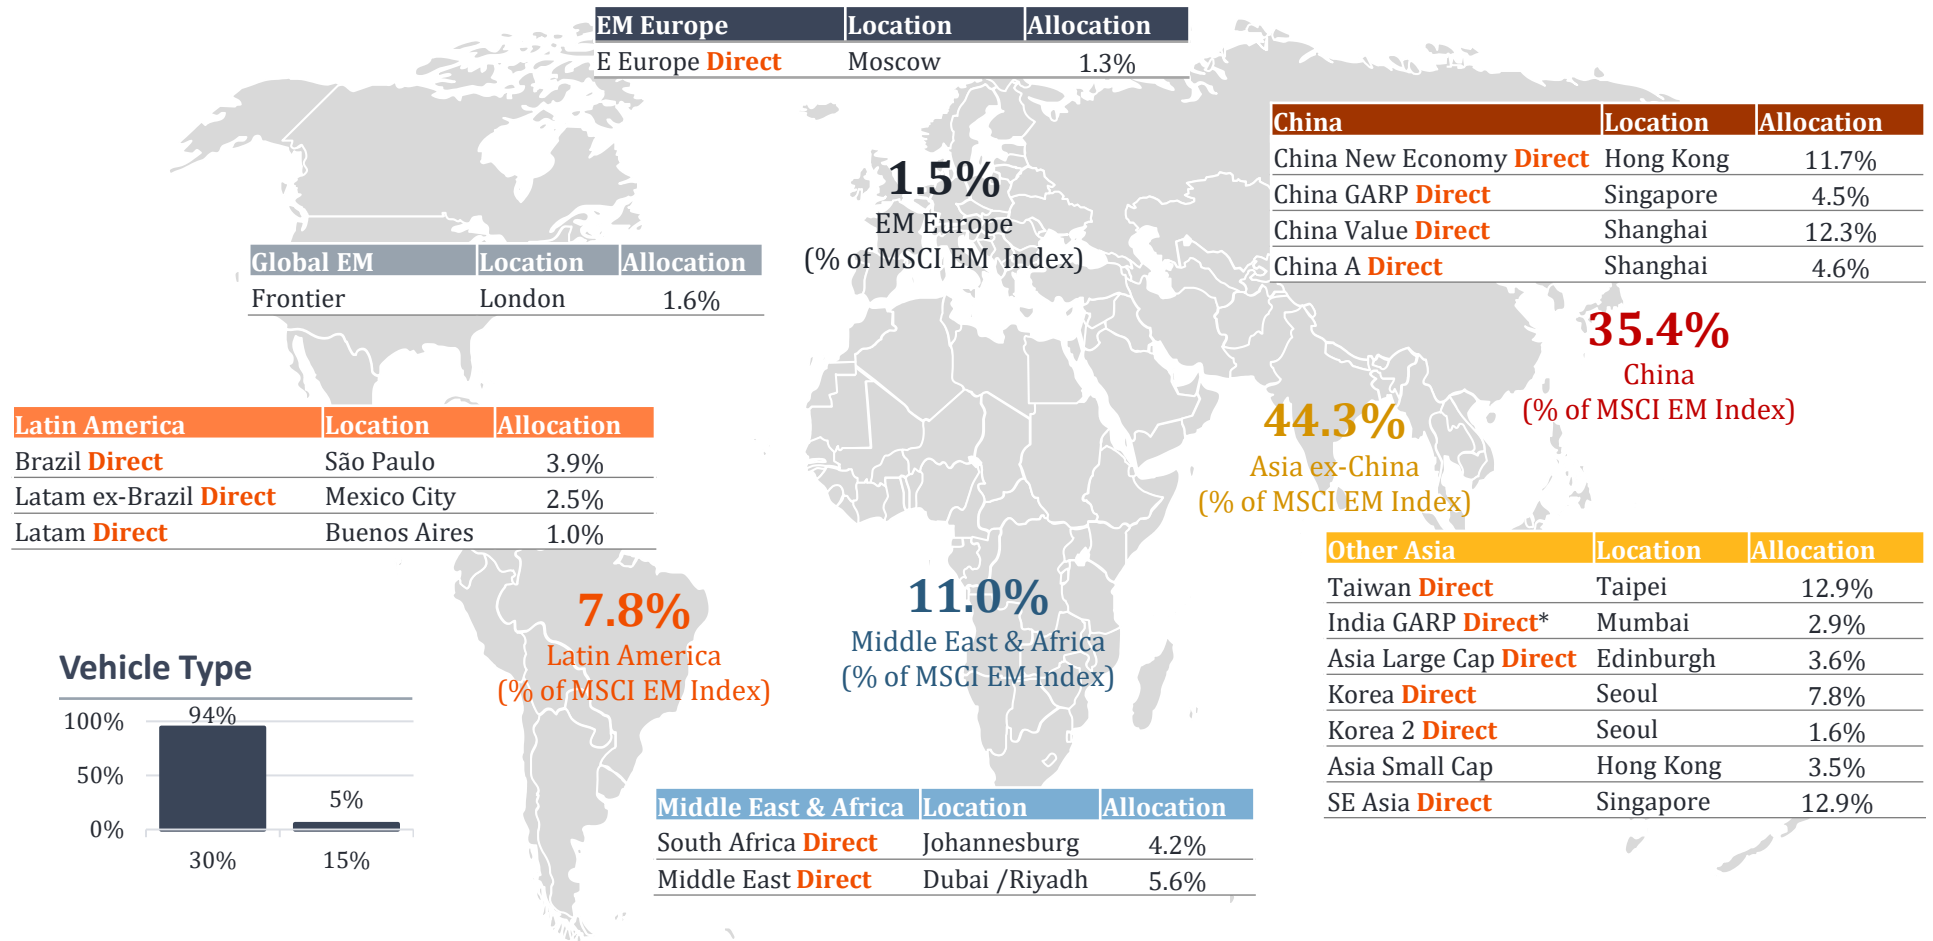 EM Europe Location Allocation
E Europe Direct Moscow 1.3%
China Location Allocation
China New Economy Direct Hong Kong 11.7%
China GARP Direct Singapore 4.5%
China Value Direct Shanghai 12.3%
China A Direct Shanghai 4.6%
1.5%
EM Europe
(% of MSCI EM Index)
Global EM Location Allocation
Frontier London 1.6%
35.4%
China
(% of MSCI EM Index)
44.3%
Asia ex-China
(% of MSCI EM Index)
Latin America Location Allocation
Brazil Direct São Paulo 3.9%
Latam ex-Brazil Direct Mexico City 2.5%
Latam Direct Buenos Aires 1.0%
Other Asia Location Allocation
Taiwan Direct Taipei 12.9%
India GARP Direct* Mumbai 2.9%
Asia Large Cap Direct Edinburgh 3.6%
Korea Direct Seoul 7.8%
Korea 2 Direct Seoul 1.6%
Asia Small Cap Hong Kong 3.5%
SE Asia Direct Singapore 12.9%
7.8%
Latin America
(% of MSCI EM Index)
11.0%
Middle East & Africa
(% of MSCI EM Index)
Vehicle Type
100%
50%
0%
94%
5%
30% 15%
Middle East & Africa Location Allocation
South Africa Direct Johannesburg 4.2%
Middle East Direct Dubai /Riyadh 5.6%